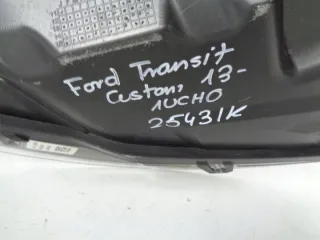 Ford Transit
Custom, 13-
1UCHO
25431K